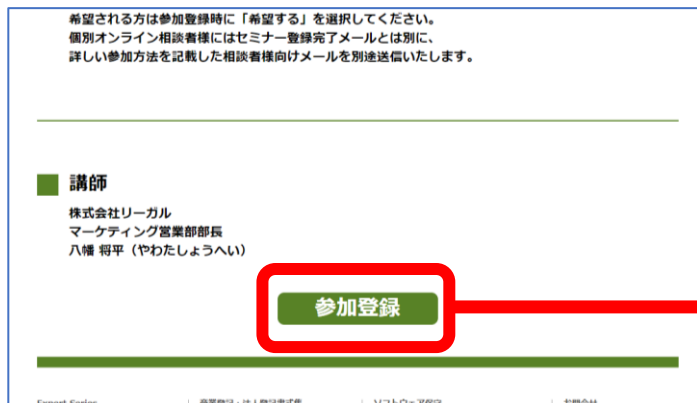 希望される方は参加登録時に「希望する」を選択してください。
個別オンライン相談者様にはセミナー登録完了メールとは別に、
詳しい参加方法を記載した相談者様向けメールを別途送信いたします。
講師
株式会社リーガル
マーケティング営業部部長
八幡 将平（やわたしょうへい）
参加登録
Expert Series